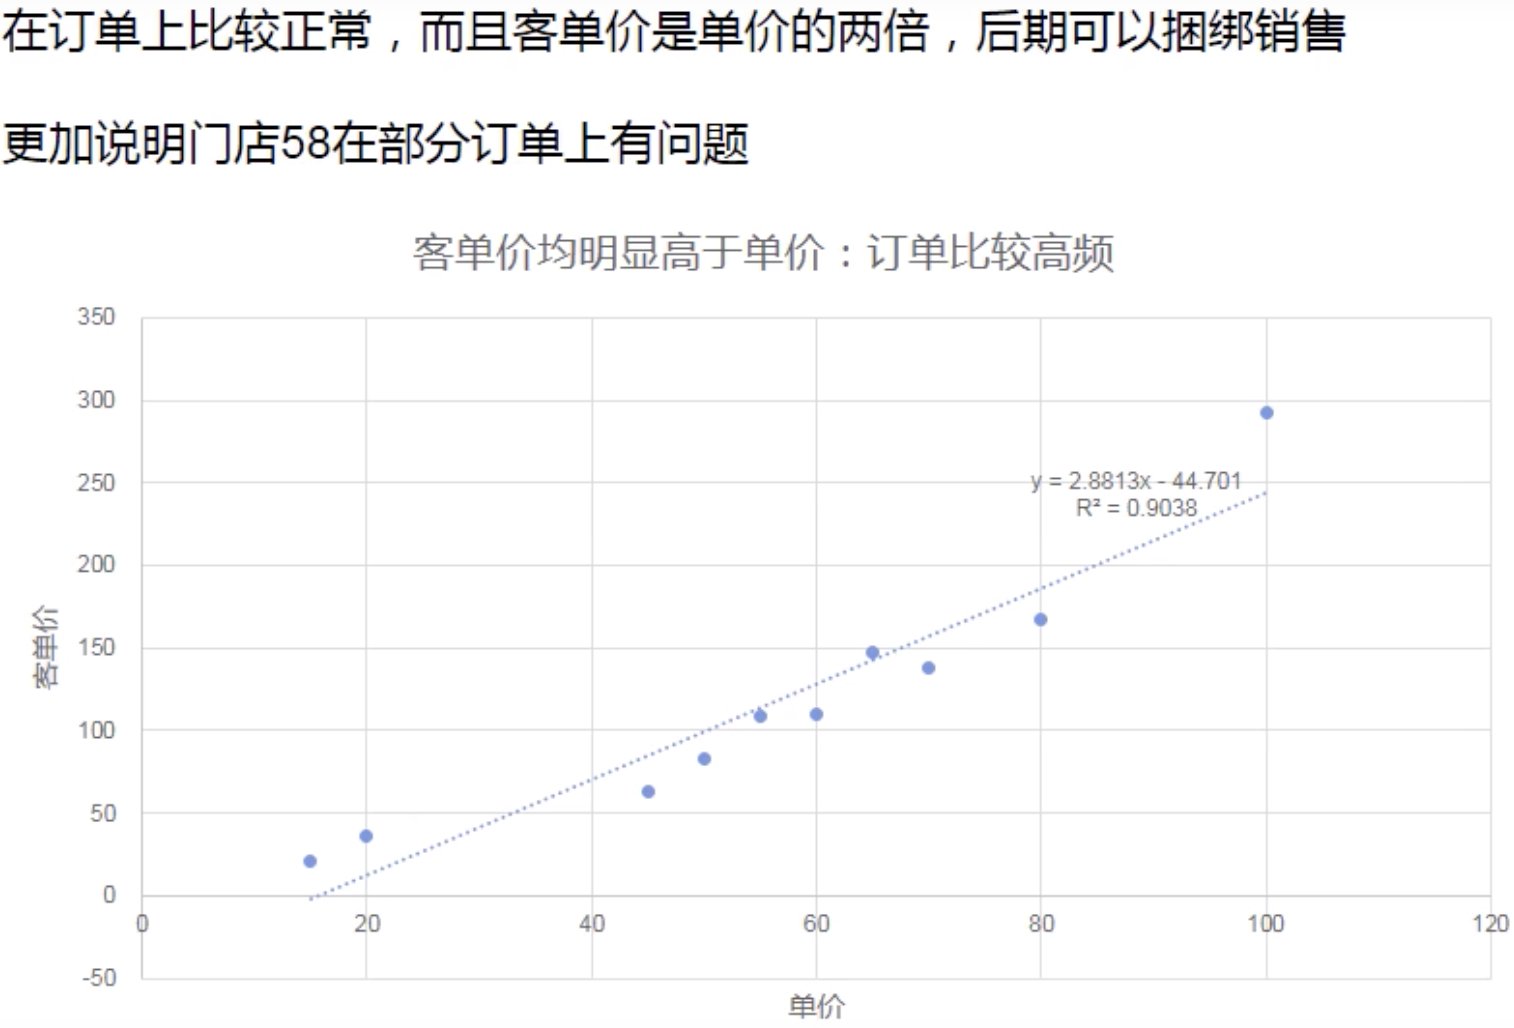 在订单上比较正常，而且客单价是单价的两倍，后期可以捆绑销售
更加说明门店58在部分订单上有问题
客单价均明显高于单价：订单比较高频
350
300
250
200
150
100
50
0
-50
客单价
y = 2.8813x - 44.701
R² = 0.9038
0 20 40 60 80 100 120
单价